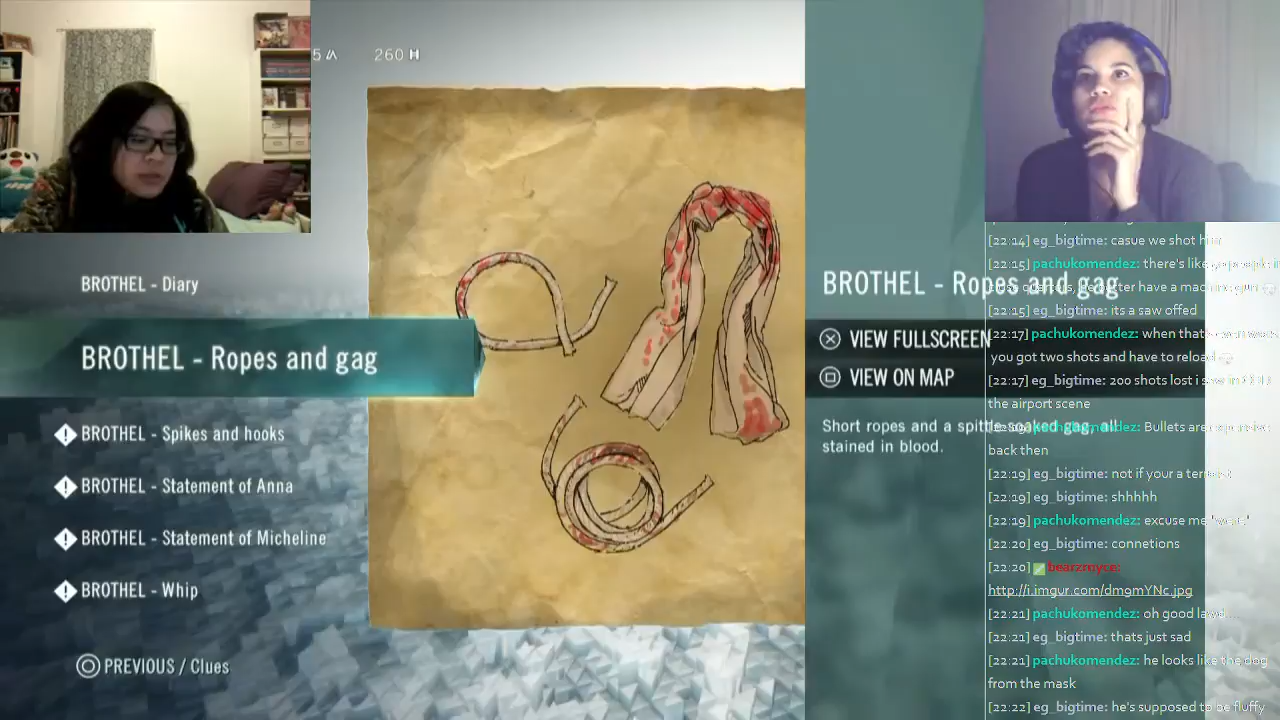 260 H
BROTHEL - Diary
BROTHEL - Ropes and gag
BROTHEL - Spikes and hooks
BROTHEL - Statement of Anna
BROTHEL - Statement of Micheline
BROTHEL - Whip
PREVIOUS / Clues
BROTHEL - Ropes and gag
VIEW FULLSCREEN
VIEW ON MAP
Short ropes and a spittle-soaked gag, all
stained in blood.
[22:14] eg_bigtime: casue we shot him
[22:15] pachukomendez: there's like
have a mach
[22:15] eg_bigtime: its a saw offed
[22:17] pachukomendez: when that
you got two shots and have to reload
[22:17] eg_bigtime: 200 shots lost i
the airport scene
pachukomendez: Bullets are
back then
[22:19] eg_bigtime: not if your a
[22:19] eg_bigtime: shhhhh
[22:19] pachukomendez: excuse me
[22:20] eg_bigtime: connetions
[22:20] bearzroyce:
http://i.imgur.com/dmgmYNc.jpg
[22:21] pachukomendez: oh good
[22:21] eg_bigtime: thats just sad
[22:21] pachukomendez: he looks like the dog
from the mask
[22:22] eg_bigtime: he's supposed to be fluffy